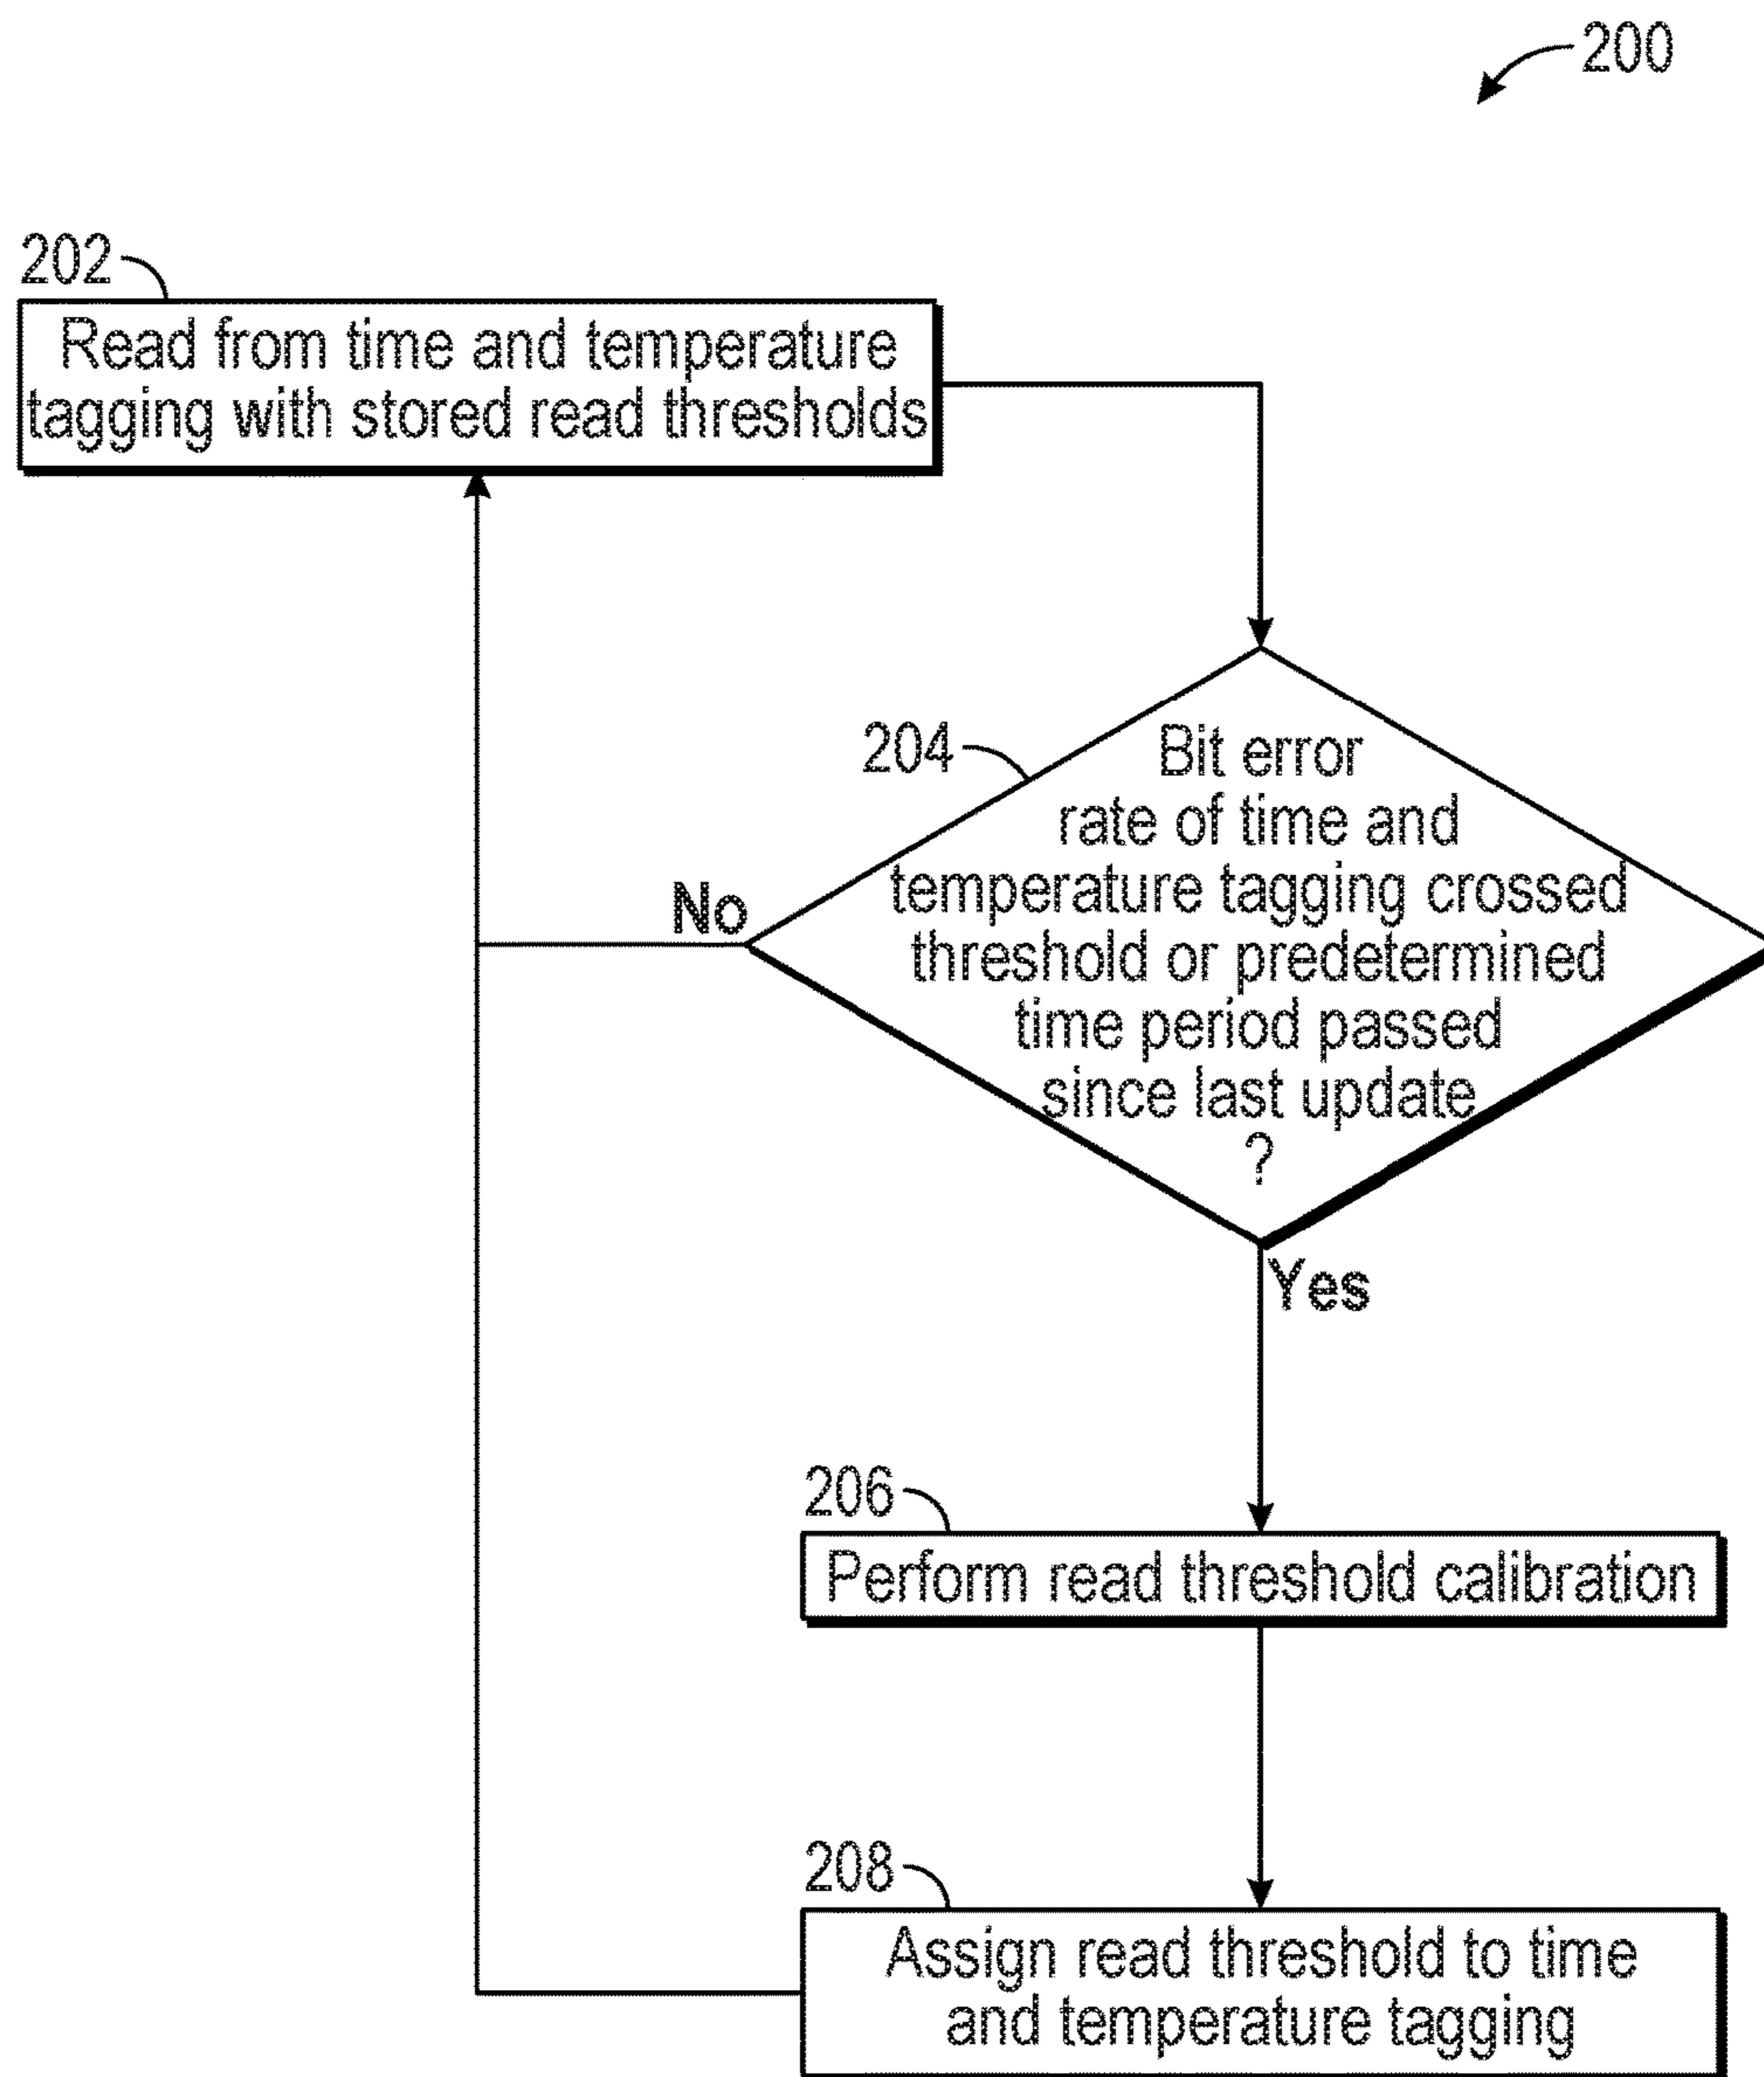 200
202
Read from time and temperature
tagging with stored read thresholds
204
Bit error
rate of time and
temperature tagging crossed
threshold or predetermined
time period passed
since last update
?
No
Yes
206
Perform read threshold calibration
208
Assign read threshold to time
and temperature tagging